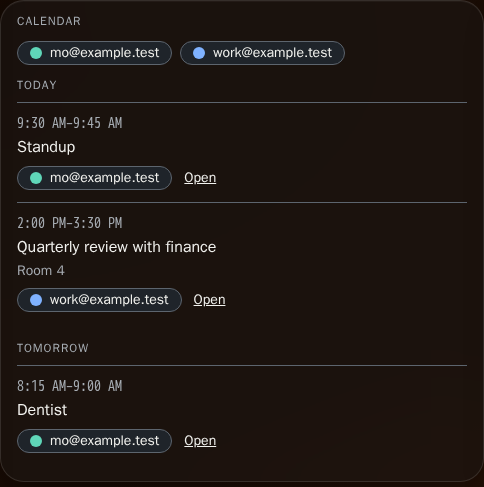 CALENDAR
mo@example.test work@example.test
TODAY
9:30 AM–9:45 AM
Standup
mo@example.test Open
2:00 PM–3:30 PM
Quarterly review with finance
Room 4
work@example.test Open
TOMORROW
8:15 AM–9:00 AM
Dentist
mo@example.test Open